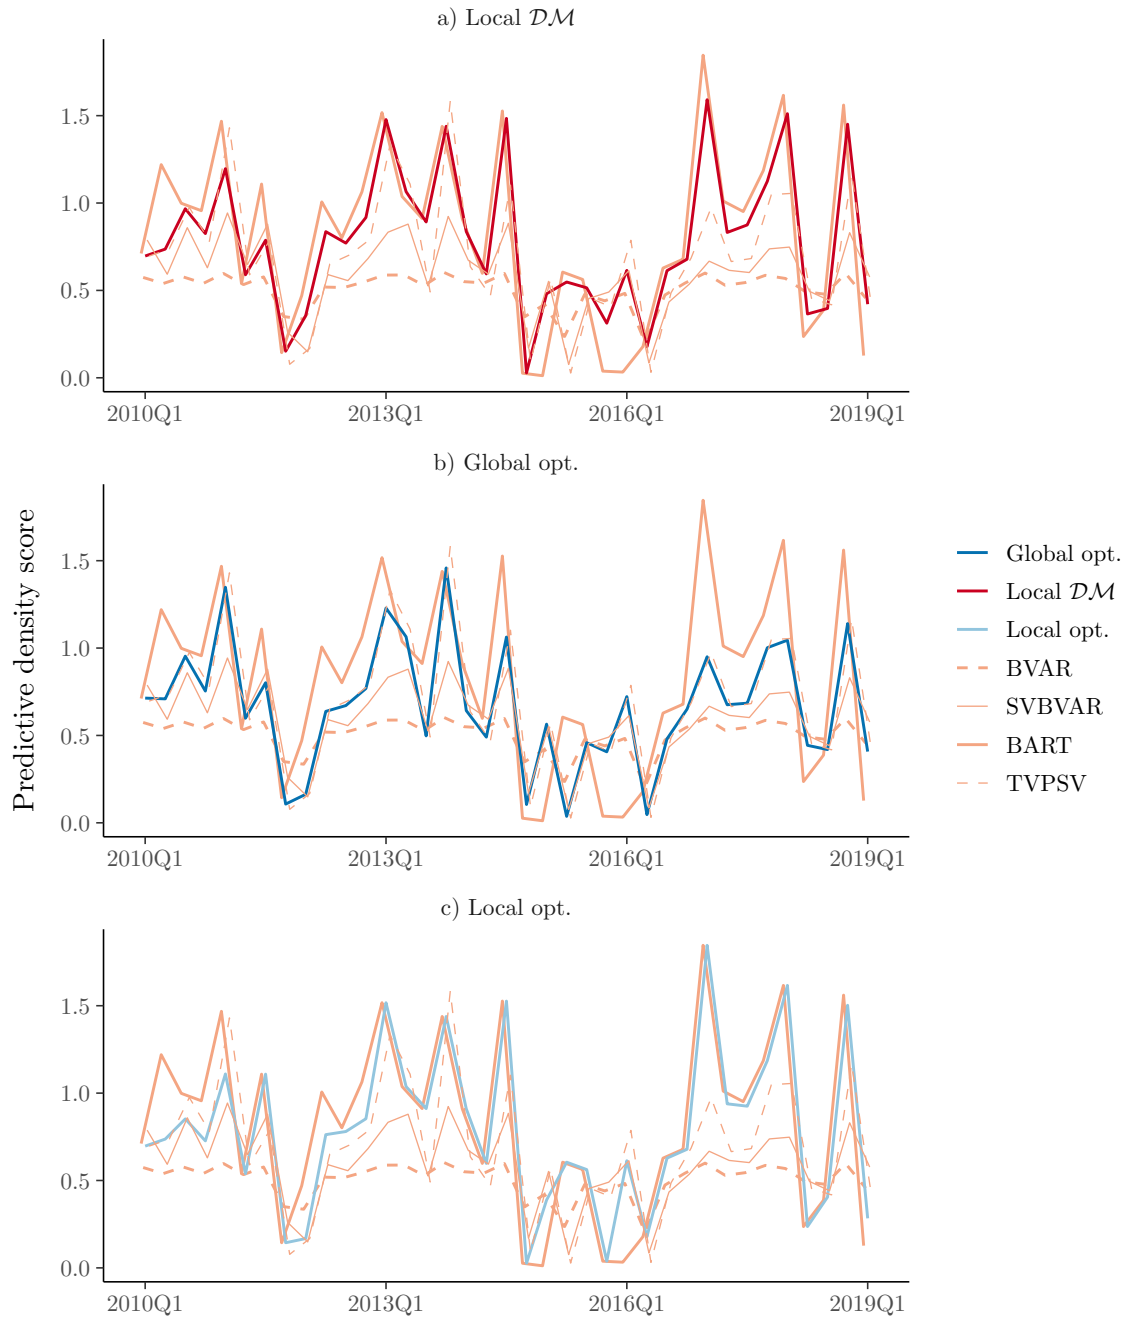 a) Local 𝒟ℳ
1.5
1.0
0.5
0.0
2010Q1 2013Q1 2016Q1 2019Q1
b) Global opt.
Predictive density score
1.5
1.0
0.5
0.0
2010Q1 2013Q1 2016Q1 2019Q1
Global opt.
Local 𝒟ℳ
Local opt.
BVAR
SVBVAR
BART
TVPSV
c) Local opt.
1.5
1.0
0.5
0.0
2010Q1 2013Q1 2016Q1 2019Q1